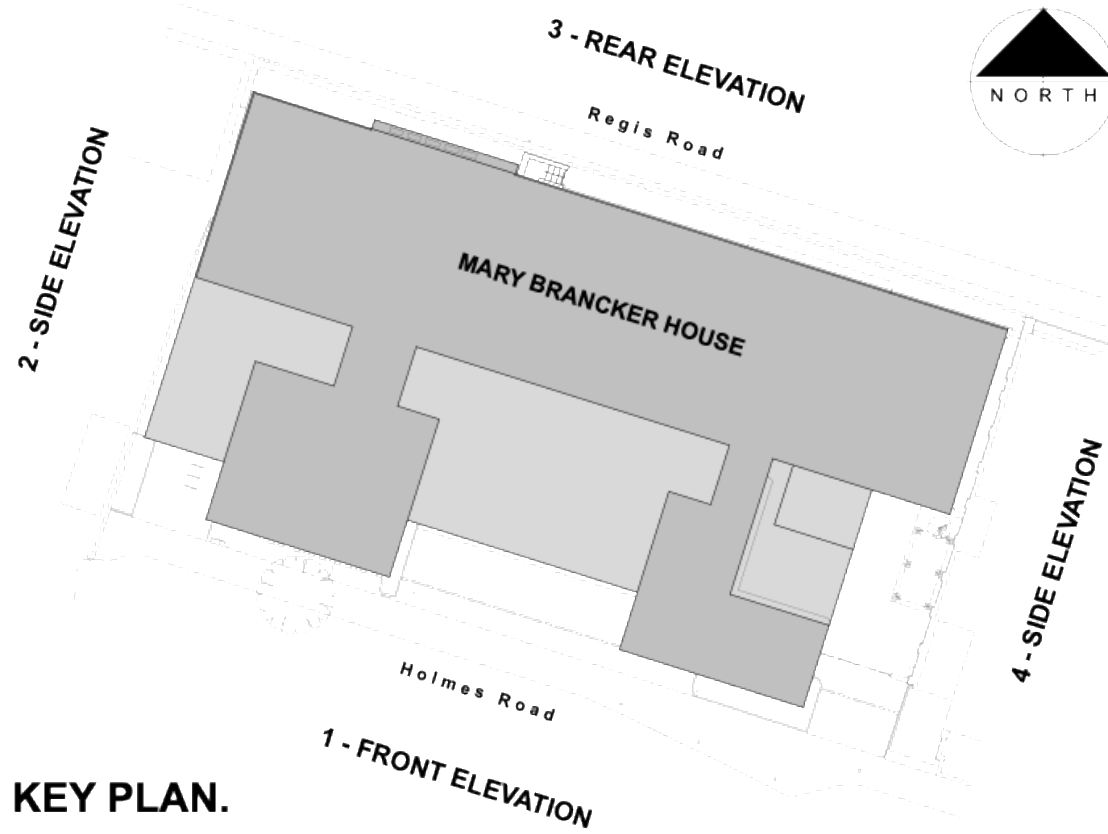 3 - REAR ELEVATION
NORTH
Regis Road
2 - SIDE ELEVATION
MARY BRANCKER HOUSE
4 - SIDE ELEVATION
Holmes Road
1 - FRONT ELEVATION
KEY PLAN.